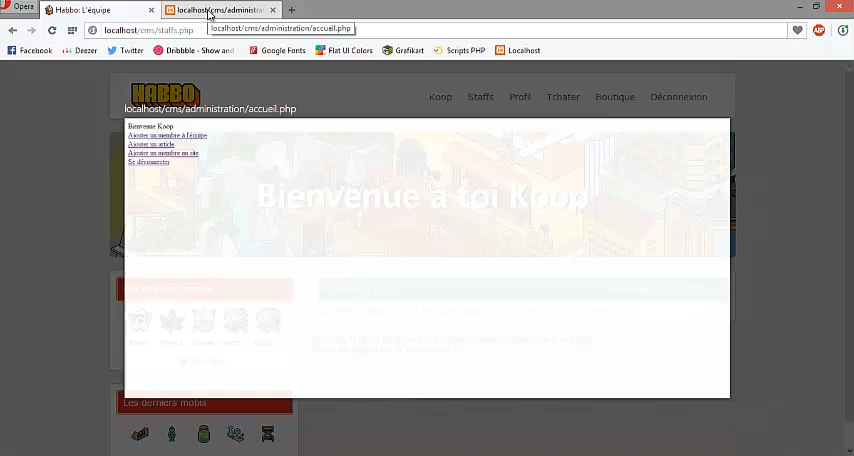 Opera
Habbo: L'équipe
localhost/cms/administrat
localhost/cms/staffs.php
localhost/cms/administration/accueil.php
Facebook
Deezer
Twitter
Dribbble - Show and
Google Fonts
Flat UI Colors
Grafikart
Scripts PHP
Localhost
HABBO
Koop
Staffs
Profil
Tchater
Boutique
Déconnexion
localhost/cms/administration/accueil.php
Bienvenue Koop
Ajouter un membre à l'équipe
Ajouter un article
Ajouter un membre au site
Se déconnecter
Bienvenue à toi Koop
Les derniers mobis